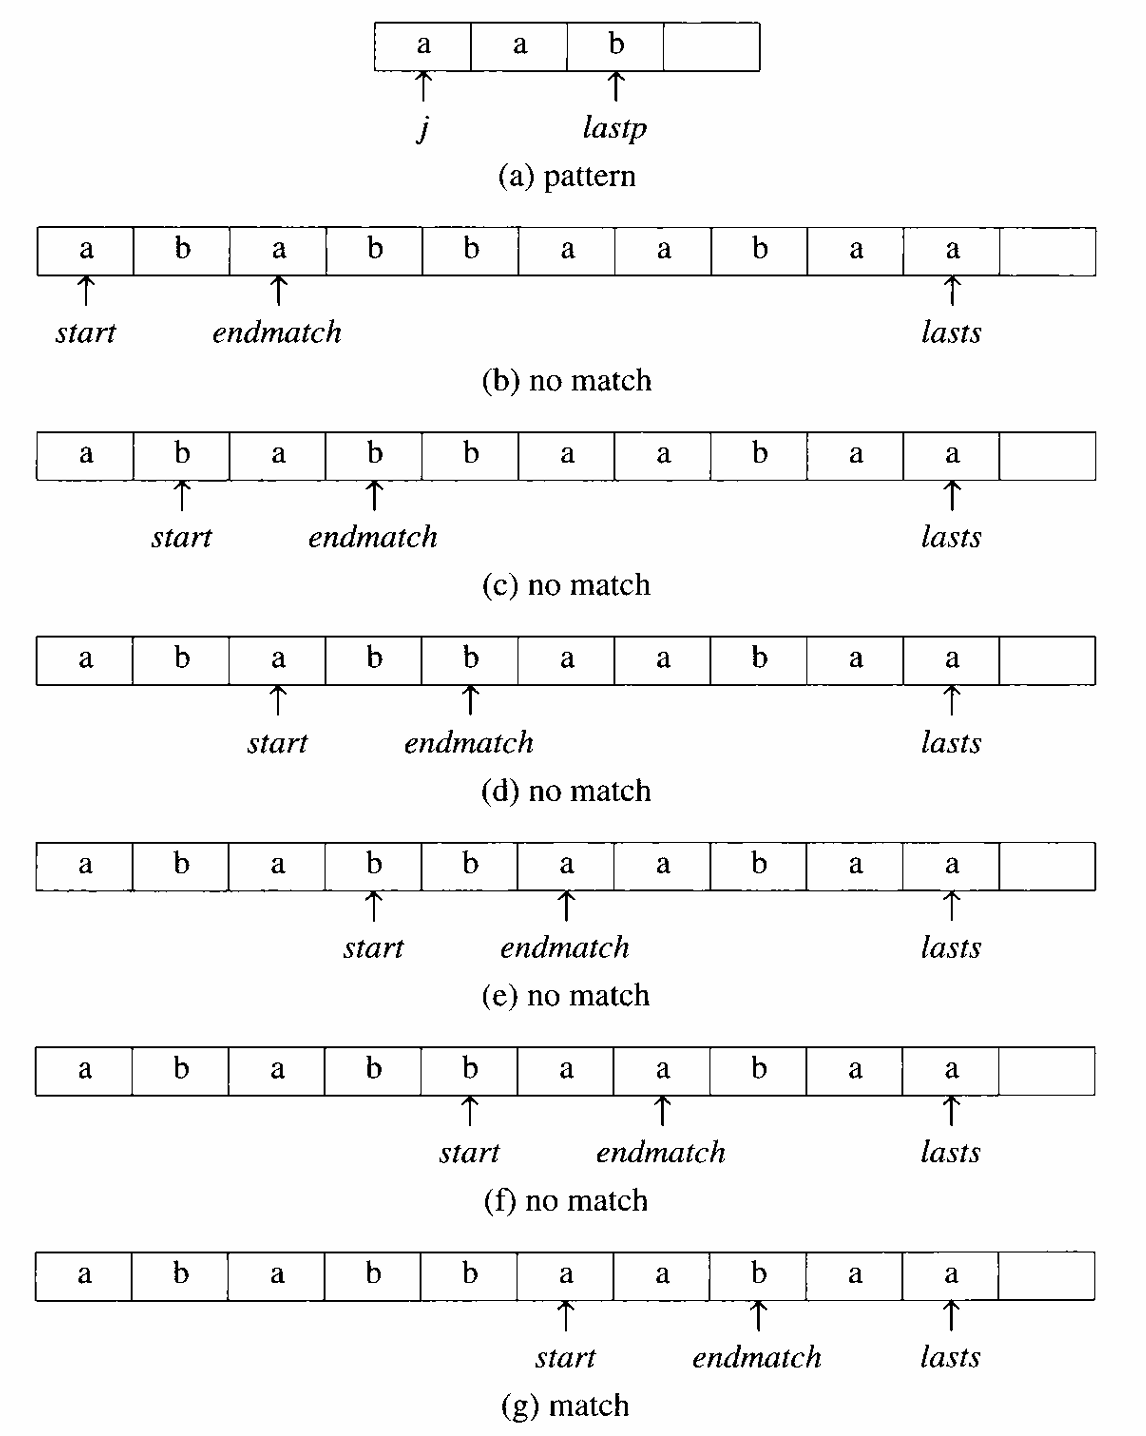 a a b
j lastp
(a) pattern
a b a b b a a b a a
start endmatch lasts
(b) no match
a b a b b a a b a a
start endmatch lasts
(c) no match
a b a b b a a b a a
start endmatch lasts
(d) no match
a b a b b a a b a a
start endmatch lasts
(e) no match
a b a b b a a b a a
start endmatch lasts
(f) no match
a b a b b a a b a a
start endmatch lasts
(g) match